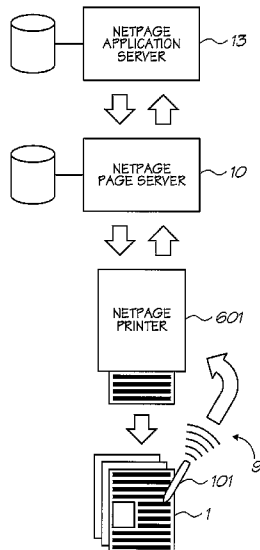 NETPAGE
APPLICATION
SERVER
13
NETPAGE
PAGE SERVER
10
NETPAGE
PRINTER
601
9
101
1